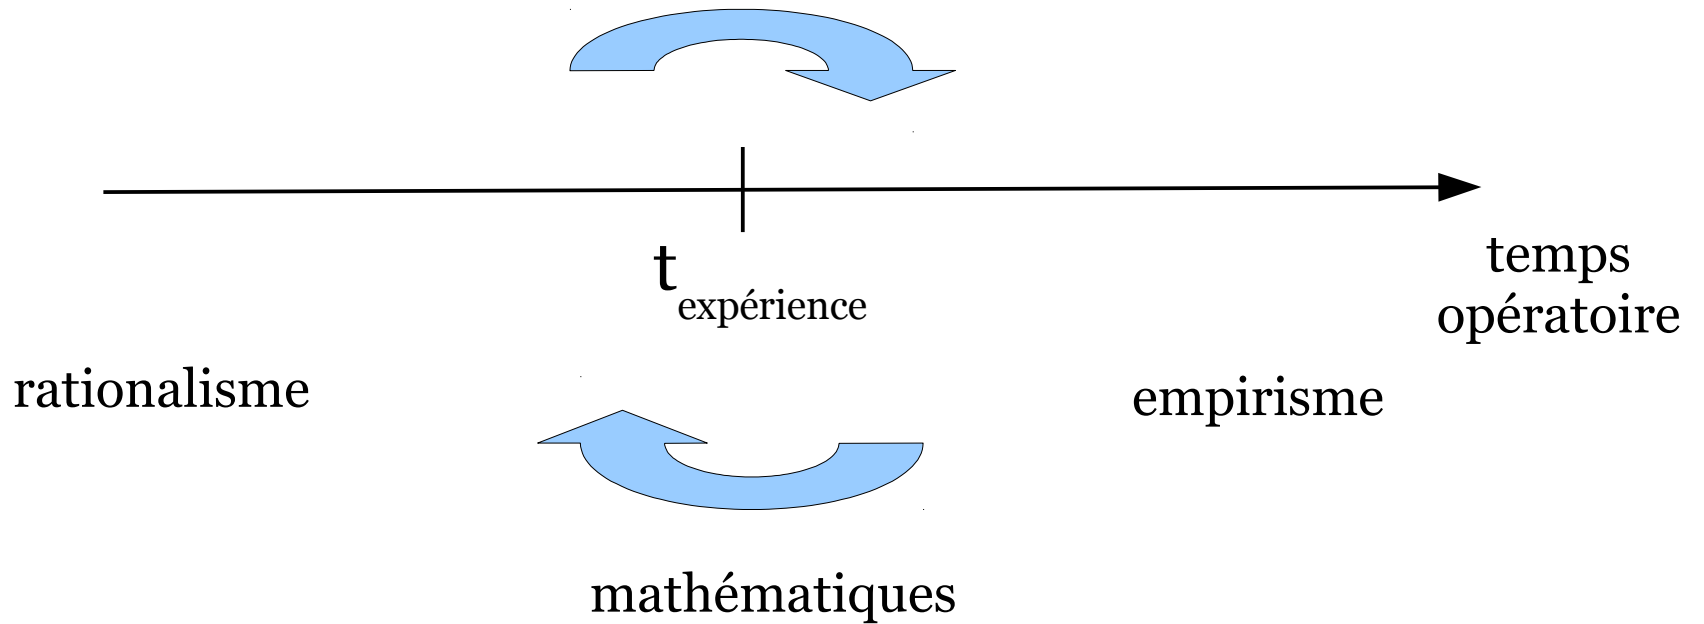 temps
opératoire
t
expérience
rationalisme
empirisme
mathématiques